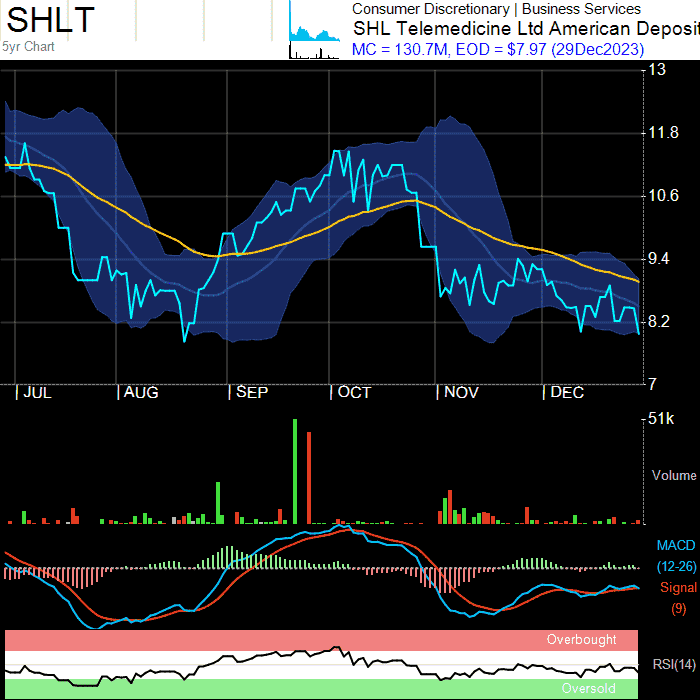 SHLT
5yr Chart
Consumer Discretionary | Business Services
SHL Telemedicine Ltd American Deposit
MC = 130.7M, EOD = $7.97 (29Dec2023)
13
11.8
10.6
9.4
8.2
7
JUL AUG SEP OCT NOV DEC
51k
Volume
MACD
(12-26)
Signal
(9)
Overbought
RSI(14)
Oversold